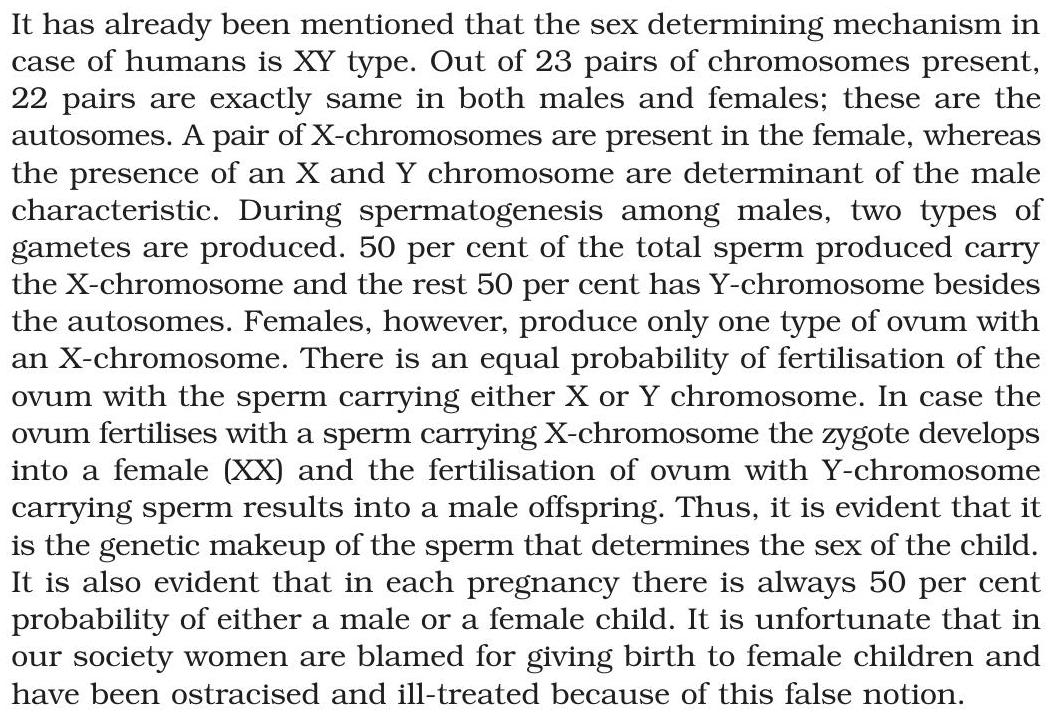 It has already been mentioned that the sex determining mechanism in
case of humans is XY type. Out of 23 pairs of chromosomes present,
22 pairs are exactly same in both males and females; these are the
autosomes. A pair of X-chromosomes are present in the female, whereas
the presence of an X and Y chromosome are determinant of the male
characteristic. During spermatogenesis among males, two types of
gametes are produced. 50 per cent of the total sperm produced carry
the X-chromosome and the rest 50 per cent has Y-chromosome besides
the autosomes. Females, however, produce only one type of ovum with
an X-chromosome. There is an equal probability of fertilisation of the
ovum with the sperm carrying either X or Y chromosome. In case the
ovum fertilises with a sperm carrying X-chromosome the zygote develops
into a female (XX) and the fertilisation of ovum with Y-chromosome
carrying sperm results into a male offspring. Thus, it is evident that it
is the genetic makeup of the sperm that determines the sex of the child.
It is also evident that in each pregnancy there is always 50 per cent
probability of either a male or a female child. It is unfortunate that in
our society women are blamed for giving birth to female children and
have been ostracised and ill-treated because of this false notion.